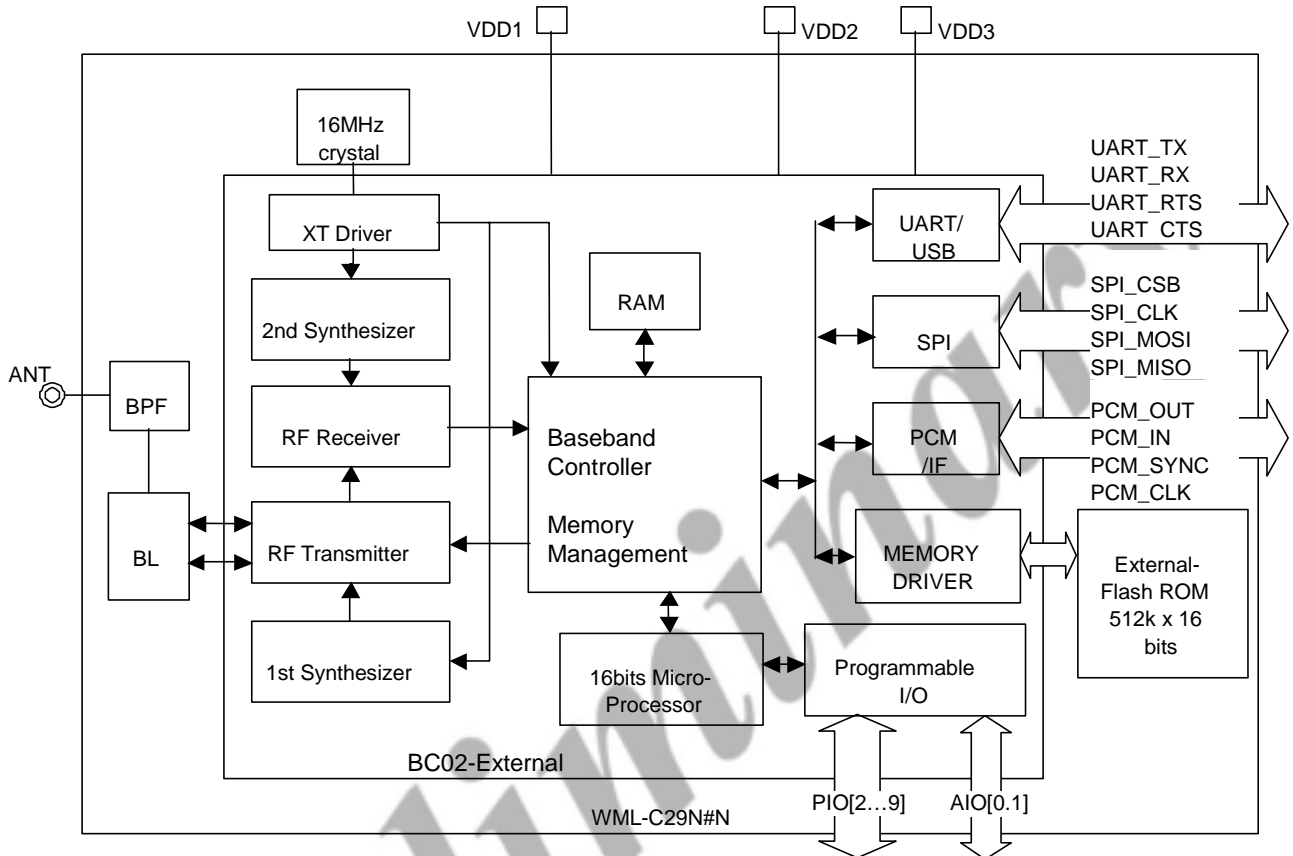 VDD1
VDD2
VDD3
16MHz
crystal
UART_TX
UART_RX
UART_RTS
UART_CTS
XT Driver
UART/
USB
RAM
SPI_CSB
SPI_CLK
SPI_MOSI
SPI_MISO
2nd Synthesizer
SPI
ANT
BPF
RF Receiver
Baseband
Controller
Memory
Management
PCM
/IF
PCM_OUT
PCM_IN
PCM_SYNC
PCM_CLK
BL
RF Transmitter
MEMORY
DRIVER
External-
Flash ROM
512k x 16
bits
1st Synthesizer
16bits Micro-
Processor
Programmable
I/O
BC02-External
PIO[2…9]
AIO[0.1]
WML-C29N#N